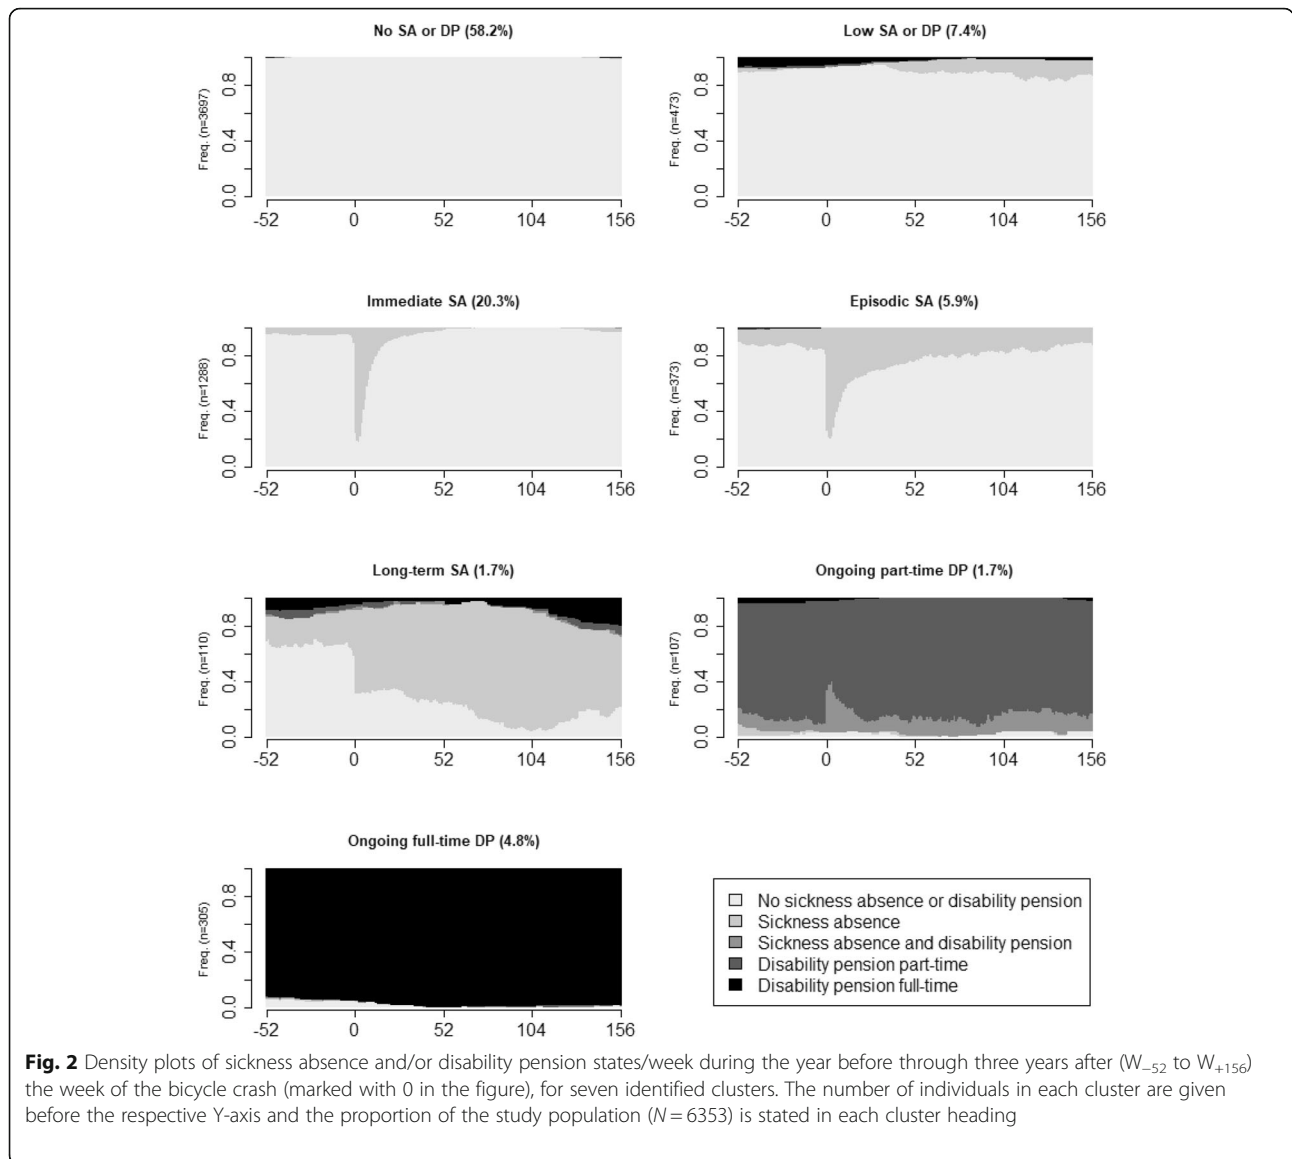 No SA or DP (58.2%)
Freq. (n=3697)
0.0 0.4 0.8
-52 0 52 104 156
Low SA or DP (7.4%)
Freq. (n=473)
0.0 0.4 0.8
-52 0 52 104 156
Immediate SA (20.3%)
Freq. (n=1288)
0.0 0.4 0.8
-52 0 52 104 156
Episodic SA (5.9%)
Freq. (n=373)
0.0 0.4 0.8
-52 0 52 104 156
Long-term SA (1.7%)
Freq. (n=110)
0.0 0.4 0.8
-52 0 52 104 156
Ongoing part-time DP (1.7%)
Freq. (n=107)
0.0 0.4 0.8
-52 0 52 104 156
Ongoing full-time DP (4.8%)
Freq. (n=305)
0.0 0.4 0.8
-52 0 52 104 156
No sickness absence or disability pension
Sickness absence
Sickness absence and disability pension
Disability pension part-time
Disability pension full-time
Fig. 2 Density plots of sickness absence and/or disability pension states/week during the year before through three years after (W−52 to W+156)
the week of the bicycle crash (marked with 0 in the figure), for seven identified clusters. The number of individuals in each cluster are given
before the respective Y-axis and the proportion of the study population (N = 6353) is stated in each cluster heading